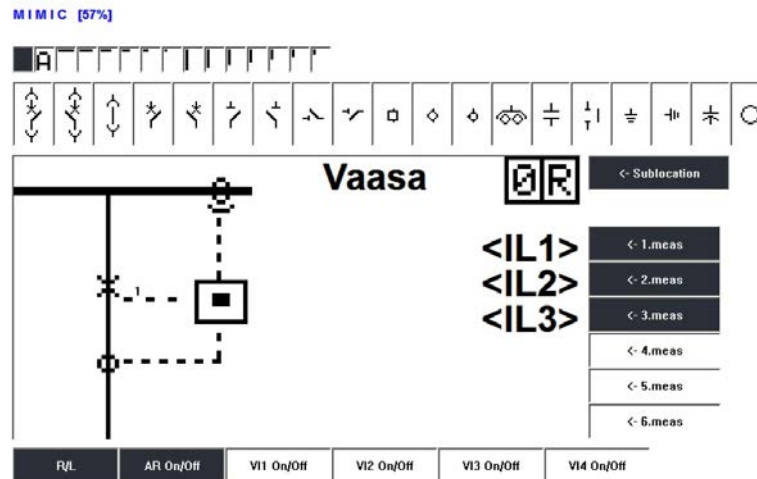 MIMIC [57%]
A
Vaasa
0R
<- Sublocation
<IL1>
<- 1.meas
<IL2>
<- 2.meas
<IL3>
<- 3.meas
1
<- 4.meas
<- 5.meas
<- 6.meas
R/L
AR On/Off
VI1 On/Off
VI2 On/Off
VI3 On/Off
VI4 On/Off